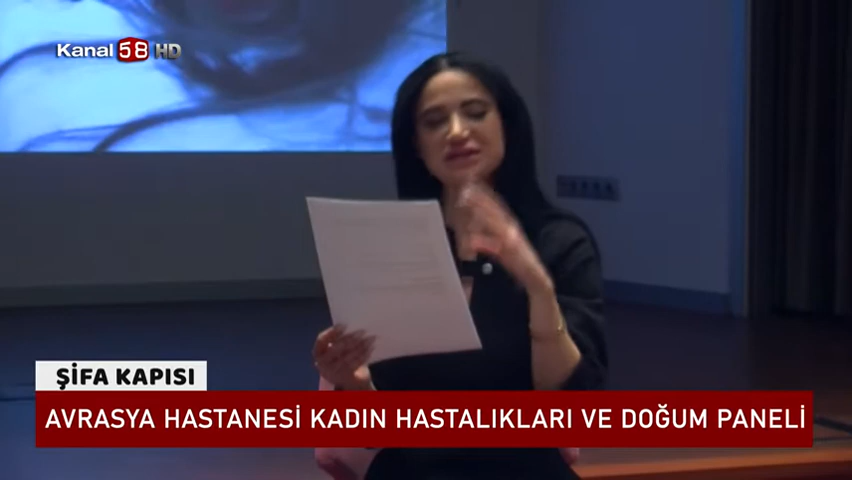 Kanal 58 HD
ŞİFA KAPISI
AVRASYA HASTANESİ KADIN HASTALIKLARI VE DOĞUM PANELİ